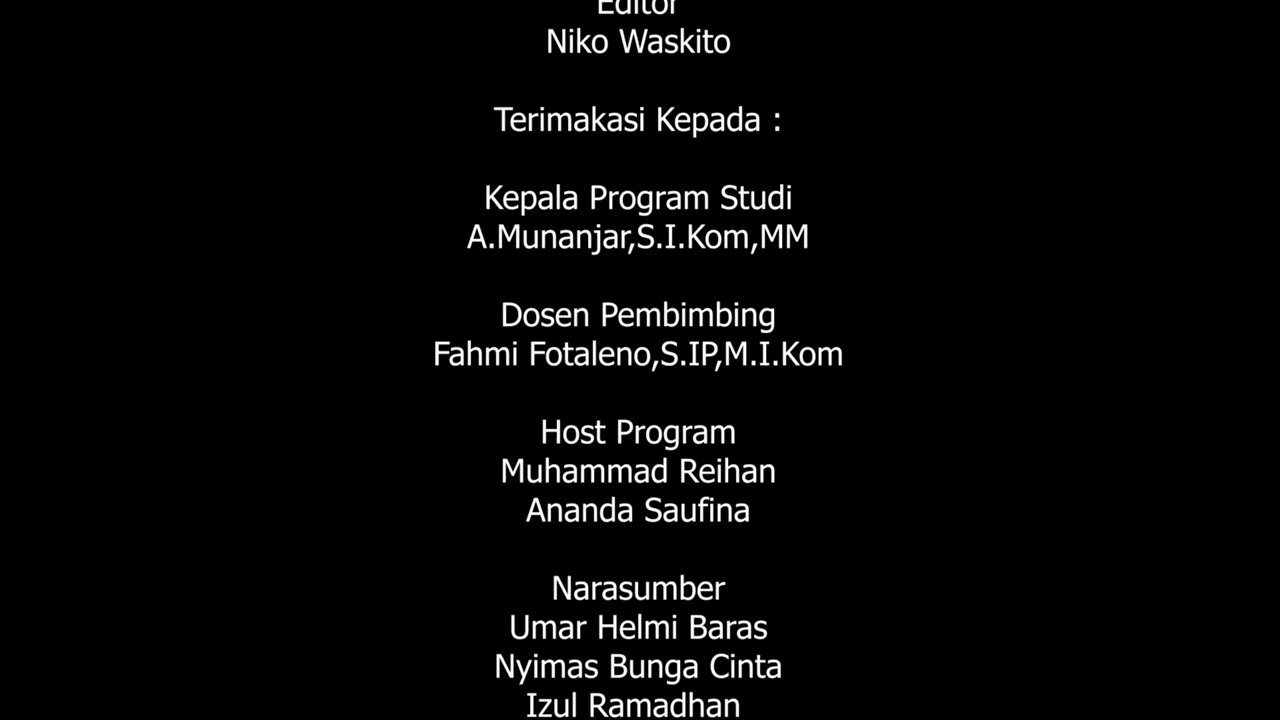 Editor
Niko Waskito
Terimakasi Kepada :
Kepala Program Studi
A.Munanjar,S.I.Kom,MM
Dosen Pembimbing
Fahmi Fotaleno,S.IP,M.I.Kom
Host Program
Muhammad Reihan
Ananda Saufina
Narasumber
Umar Helmi Baras
Nyimas Bunga Cinta
Izul Ramadhan